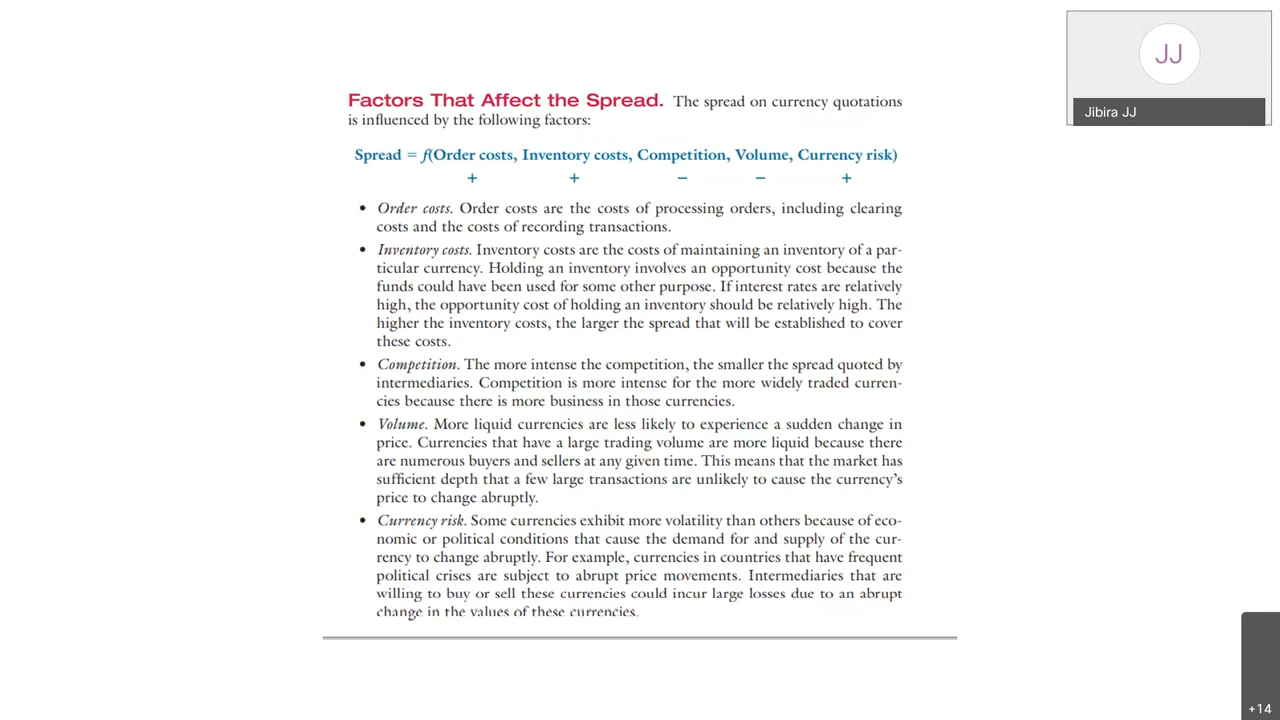 Factors That Affect the Spread. The spread on currency quotations
is influenced by the following factors:
Spread = f(Order costs, Inventory costs, Competition, Volume, Currency risk)
+ + − − +
• Order costs. Order costs are the costs of processing orders, including clearing
costs and the costs of recording transactions.
• Inventory costs. Inventory costs are the costs of maintaining an inventory of a par-
ticular currency. Holding an inventory involves an opportunity cost because the
funds could have been used for some other purpose. If interest rates are relatively
high, the opportunity cost of holding an inventory should be relatively high. The
higher the inventory costs, the larger the spread that will be established to cover
these costs.
• Competition. The more intense the competition, the smaller the spread quoted by
intermediaries. Competition is more intense for the more widely traded curren-
cies because there is more business in those currencies.
• Volume. More liquid currencies are less likely to experience a sudden change in
price. Currencies that have a large trading volume are more liquid because there
are numerous buyers and sellers at any given time. This means that the market has
sufficient depth that a few large transactions are unlikely to cause the currency's
price to change abruptly.
• Currency risk. Some currencies exhibit more volatility than others because of eco-
nomic or political conditions that cause the demand for and supply of the cur-
rency to change abruptly. For example, currencies in countries that have frequent
political crises are subject to abrupt price movements. Intermediaries that are
willing to buy or sell these currencies could incur large losses due to an abrupt
change in the values of these currencies.
JJ
Jibira JJ
+14